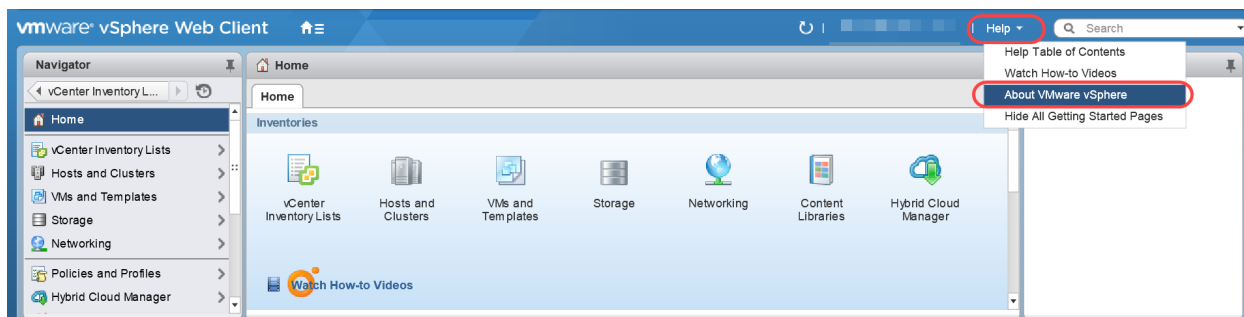 vmware® vSphere Web Client
Help
Search
Help Table of Contents
Watch How-to Videos
About VMware vSphere
Hide All Getting Started Pages
Navigator
vCenter Inventory L...
Home
vCenter Inventory Lists
Hosts and Clusters
VMs and Templates
Storage
Networking
Policies and Profiles
Hybrid Cloud Manager
Home
Home
Inventories
vCenter
Inventory Lists
Hosts and
Clusters
VMs and
Templates
Storage
Networking
Content
Libraries
Hybrid Cloud
Manager
Watch How-to Videos